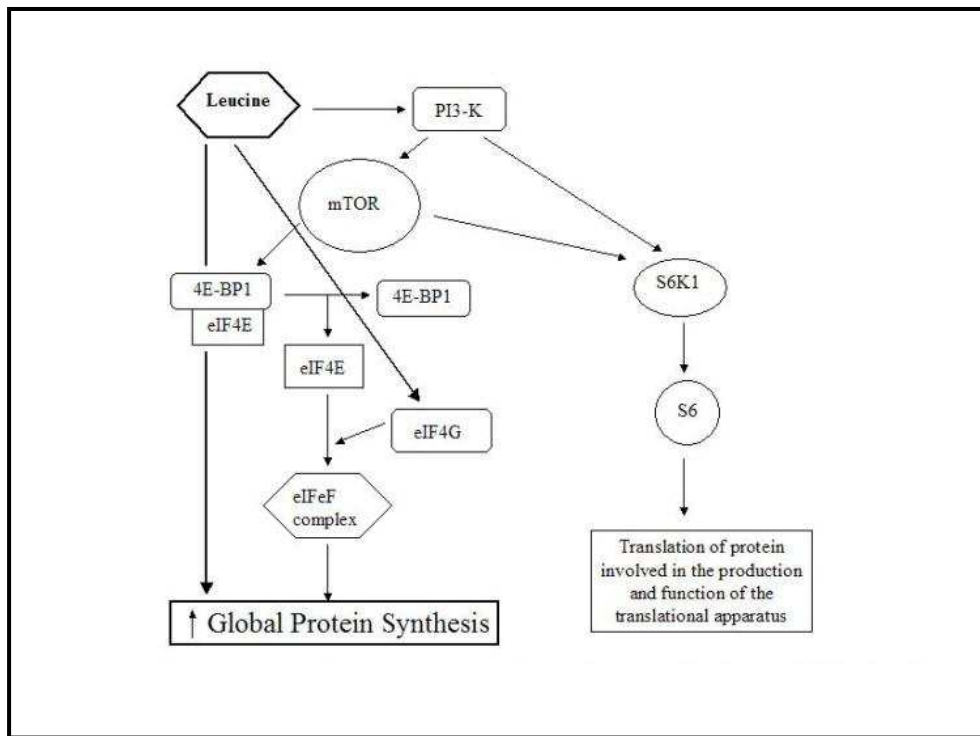 Leucine
PI3-K
mTOR
S6K1
4E-BP1
eIF4E
4E-BP1
eIF4E
S6
eIF4G
eIFeF
complex
Translation of protein
involved in the production
and function of the
translational apparatus
↑ Global Protein Synthesis